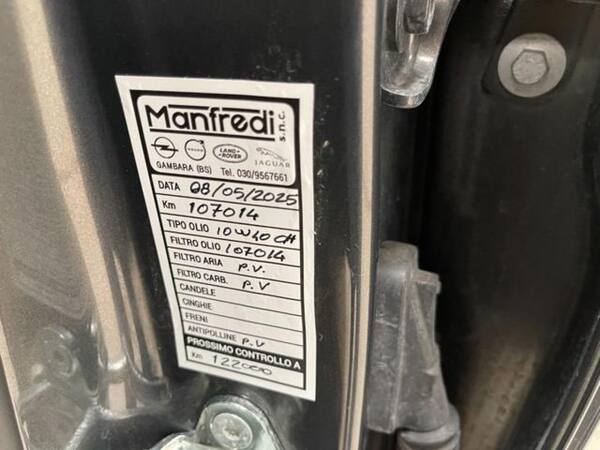 Manfredi s.n.c.
LAND-ROVER JAGUAR
GAMBARA (BS) Tel. 030/9567661
DATA 08/05/2025
Km 107014
TIPO OLIO 10W40 CH
FILTRO OLIO 107014
FILTRO ARIA P.V.
FILTRO CARB. P.V
CANDELE
CINGHIE
FRENI
ANTIPOLLINE P.V
PROSSIMO CONTROLLO A
Km 122000